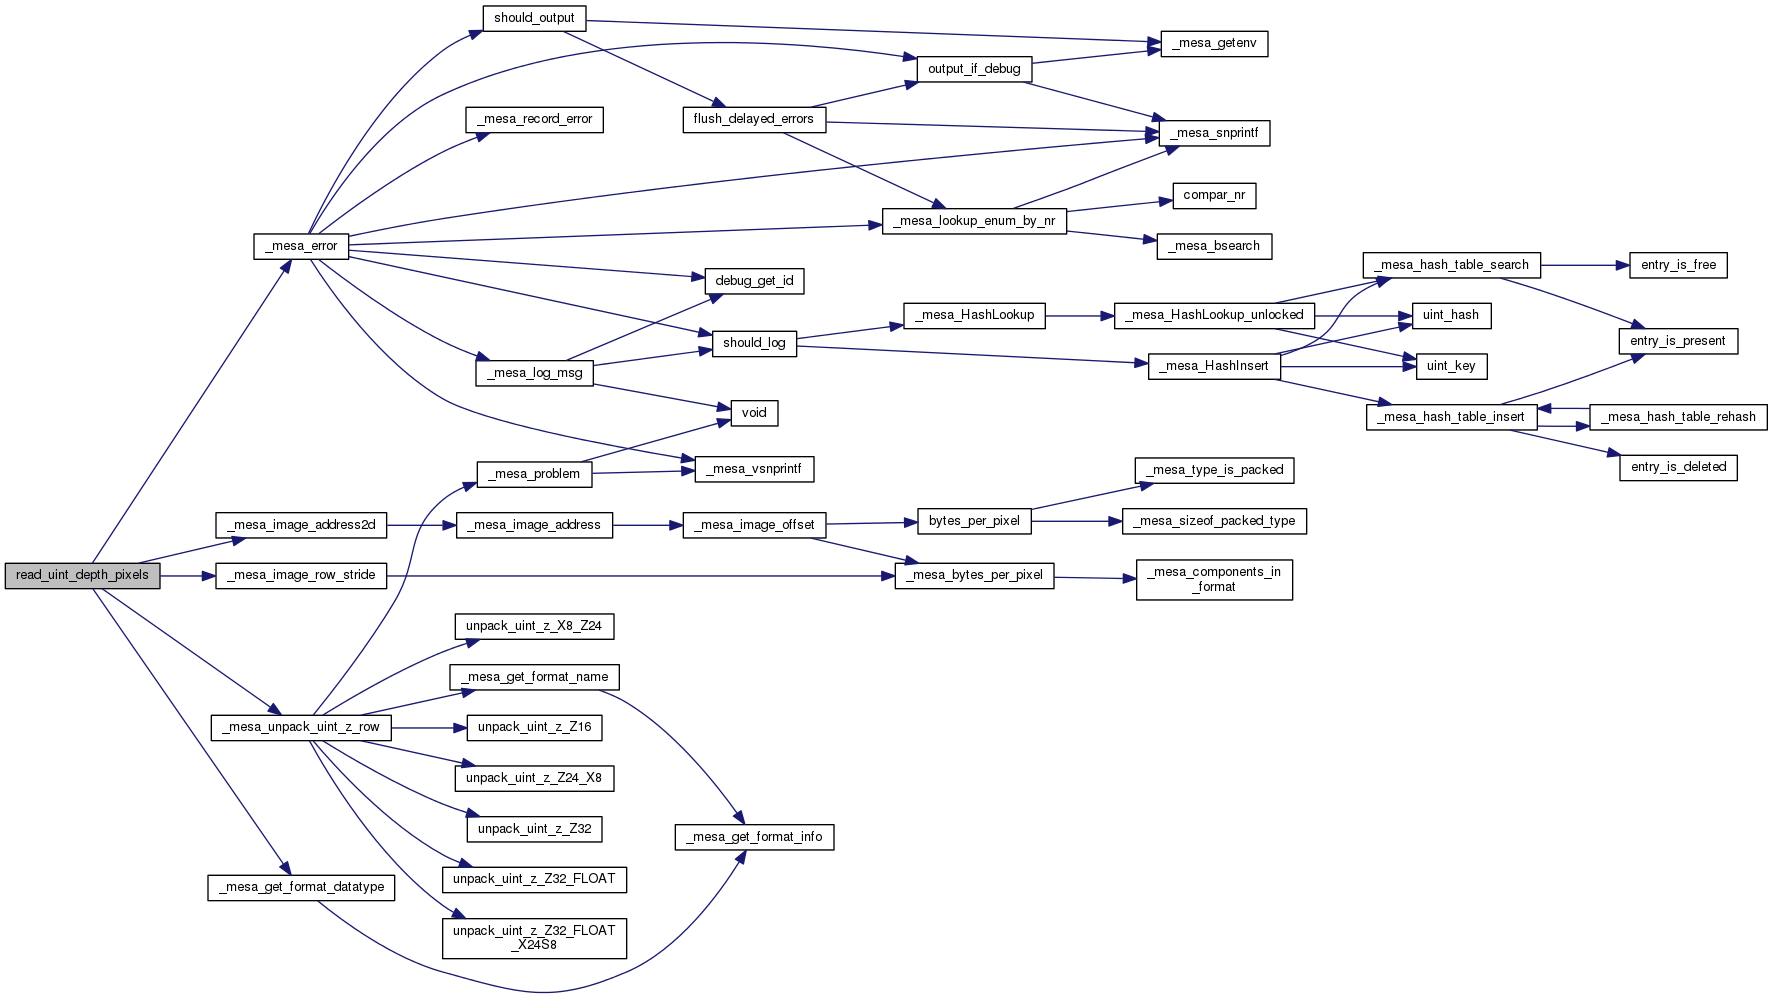 should_output
_mesa_getenv
output_if_debug
_mesa_record_error
flush_delayed_errors
_mesa_snprintf
compar_nr
_mesa_lookup_enum_by_nr
_mesa_error
_mesa_bsearch
_mesa_hash_table_search
entry_is_free
debug_get_id
_mesa_HashLookup
_mesa_HashLookup_unlocked
uint_hash
should_log
entry_is_present
_mesa_log_msg
_mesa_HashInsert
uint_key
void
_mesa_hash_table_insert
_mesa_hash_table_rehash
_mesa_problem
_mesa_vsnprintf
_mesa_type_is_packed
entry_is_deleted
_mesa_image_address2d
_mesa_image_address
_mesa_image_offset
bytes_per_pixel
_mesa_sizeof_packed_type
read_uint_depth_pixels
_mesa_image_row_stride
_mesa_bytes_per_pixel
_mesa_components_in
_format
unpack_uint_z_X8_Z24
_mesa_get_format_name
_mesa_unpack_uint_z_row
unpack_uint_z_Z16
unpack_uint_z_Z24_X8
unpack_uint_z_Z32
_mesa_get_format_info
unpack_uint_z_Z32_FLOAT
_mesa_get_format_datatype
unpack_uint_z_Z32_FLOAT
_X24S8